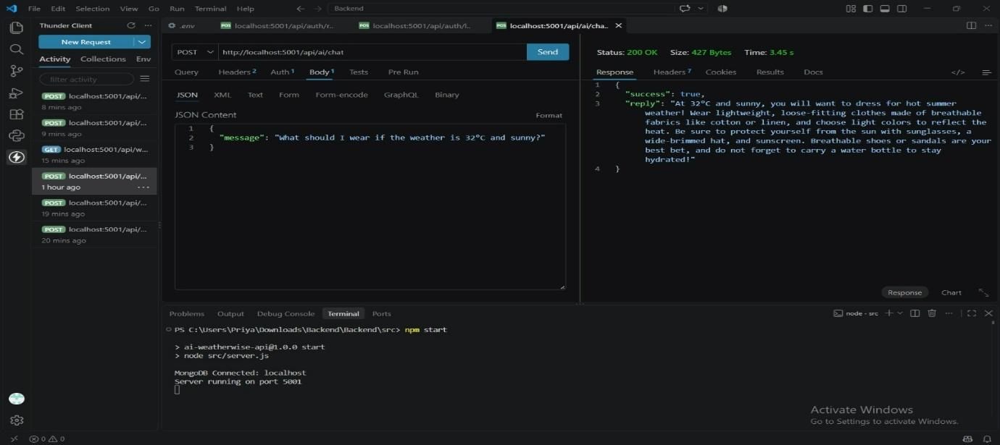 File Edit Selection View Go Run Terminal Help
Backend
Thunder Client
.env
POS localhost:5001/api/auth/r...
POS localhost:5001/api/auth/l...
POS localhost:5001/api/ai/cha..
New Request
Activity Collections Env
filter activity
POST localhost:5001/api/...
8 mins ago
POST localhost:5001/api/...
9 mins ago
GET localhost:5001/api/w...
15 mins ago
POST localhost:5001/api/...
1 hour ago
POST localhost:5001/api/...
19 mins ago
POST localhost:5001/api/...
20 mins ago
POST http://localhost:5001/api/ai/chat Send
Query Headers 2 Auth 1 Body 1 Tests Pre Run
JSON XML Text Form Form-encode GraphQL Binary
JSON Content Format
1 {
2 "message": "What should I wear if the weather is 32°C and sunny?"
3 }
Status: 200 OK Size: 427 Bytes Time: 3.45 s
Response Headers 7 Cookies Results Docs </>
1 {
2 "success": true,
3 "reply": "At 32°C and sunny, you will want to dress for hot summer
weather! Wear lightweight, loose-fitting clothes made of breathable
fabrics like cotton or linen, and choose light colors to reflect the
heat. Be sure to protect yourself from the sun with sunglasses, a
wide-brimmed hat, and sunscreen. Breathable shoes or sandals are your
best bet, and do not forget to carry a water bottle to stay
hydrated!"
4 }
Response Chart
Problems Output Debug Console Terminal Ports
node - src
PS C:\Users\Priya\Downloads\Backend\Backend\src> npm start
> ai-weatherwise-api@1.0.0 start
> node src/server.js
MongoDB Connected: localhost
Server running on port 5001
Activate Windows
Go to Settings to activate Windows.
0 0